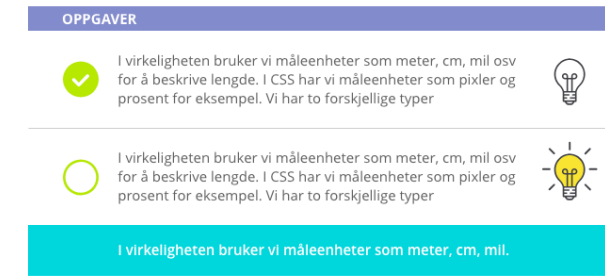 OPPGAVER
I virkeligheten bruker vi måleenheter som meter, cm, mil osv
for å beskrive lengde. I CSS har vi måleenheter som pixler og
prosent for eksempel. Vi har to forskjellige typer
I virkeligheten bruker vi måleenheter som meter, cm, mil osv
for å beskrive lengde. I CSS har vi måleenheter som pixler og
prosent for eksempel. Vi har to forskjellige typer
I virkeligheten bruker vi måleenheter som meter, cm, mil.